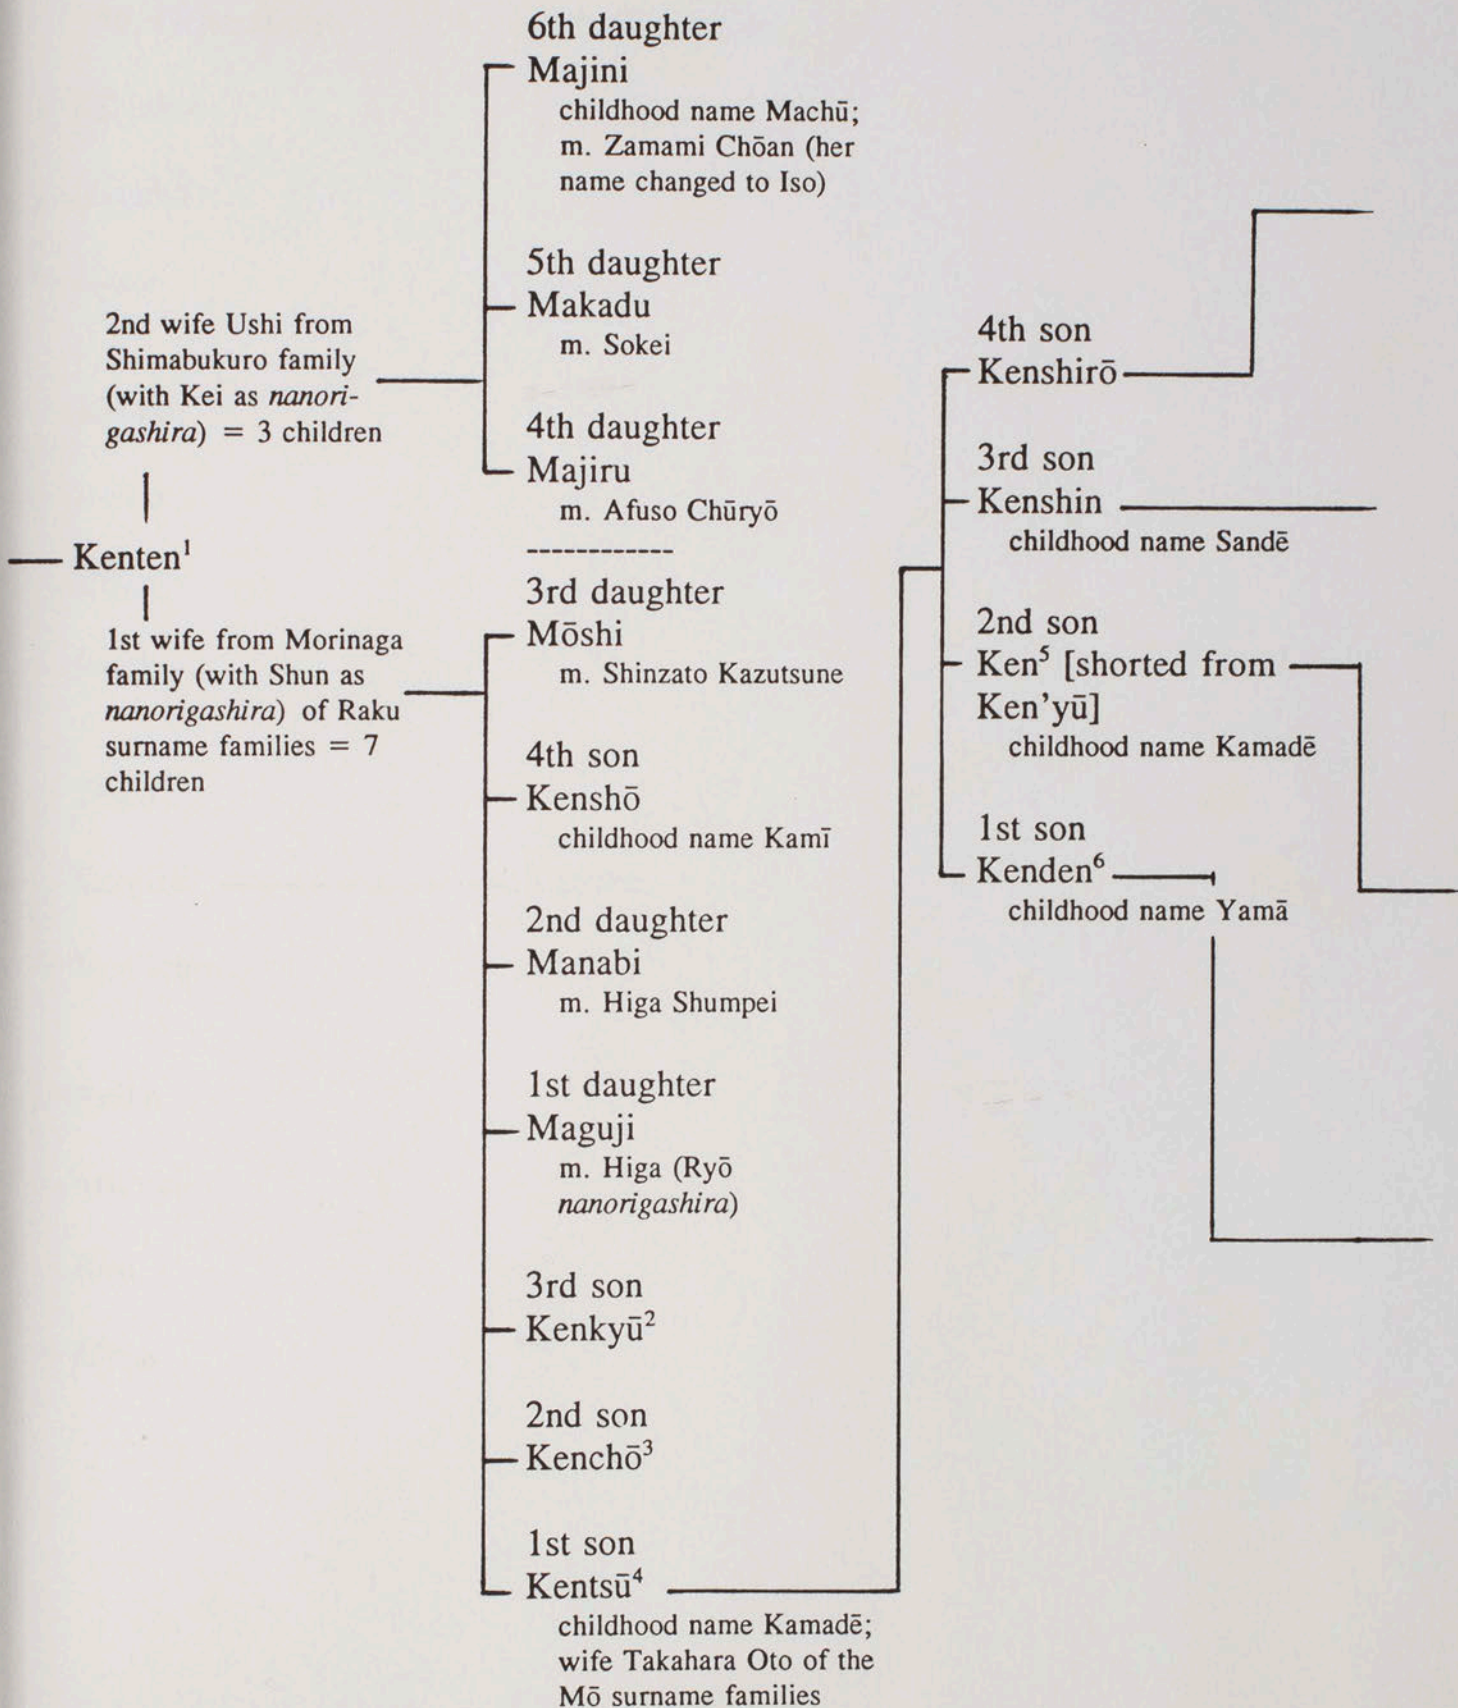 2nd wife Ushi from
Shimabukuro family
(with Kei as nanori-
gashira) = 3 children
Kenten¹
1st wife from Morinaga
family (with Shun as
nanorigashira) of Raku
surname families = 7
children
6th daughter
Majini
childhood name Machū;
m. Zamami Chōan (her
name changed to Iso)
5th daughter
Makadu
m. Sokei
4th daughter
Majiru
m. Afuso Chūryō
------------
3rd daughter
Mōshi
m. Shinzato Kazutsune
4th son
Kenshō
childhood name Kamī
2nd daughter
Manabi
m. Higa Shumpei
1st daughter
Maguji
m. Higa (Ryō
nanorigashira)
3rd son
Kenkyū²
2nd son
Kenchō³
1st son
Kentsū⁴
childhood name Kamadē;
wife Takahara Oto of the
Mō surname families
4th son
Kenshirō
3rd son
Kenshin
childhood name Sandē
2nd son
Ken⁵ [shorted from
Ken’yū]
childhood name Kamadē
1st son
Kenden⁶
childhood name Yamā